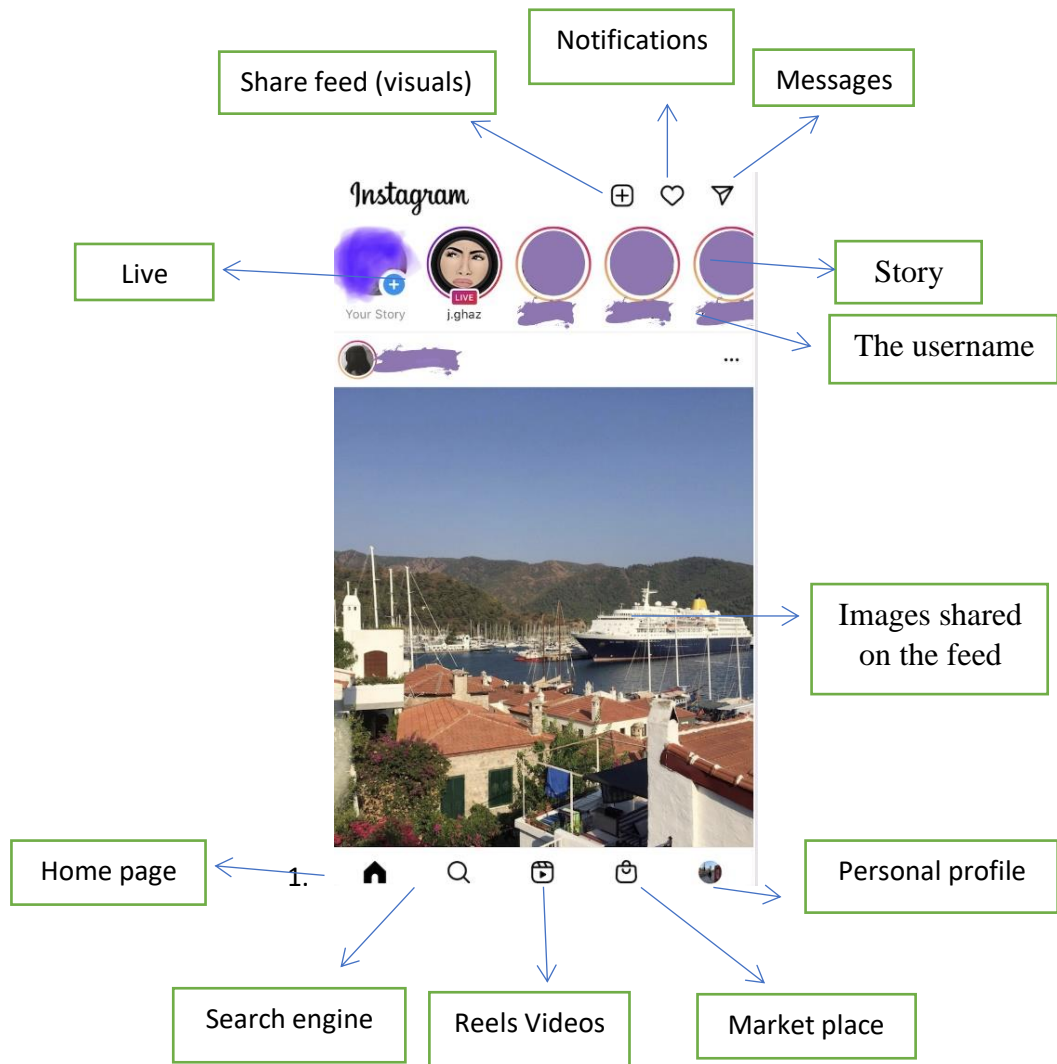 Notifications
Share feed (visuals)
Messages
Instagram
Live
Story
LIVE
Your Story
j.ghaz
The username
Images shared
on the feed
Home page
1.
Personal profile
Search engine
Reels Videos
Market place